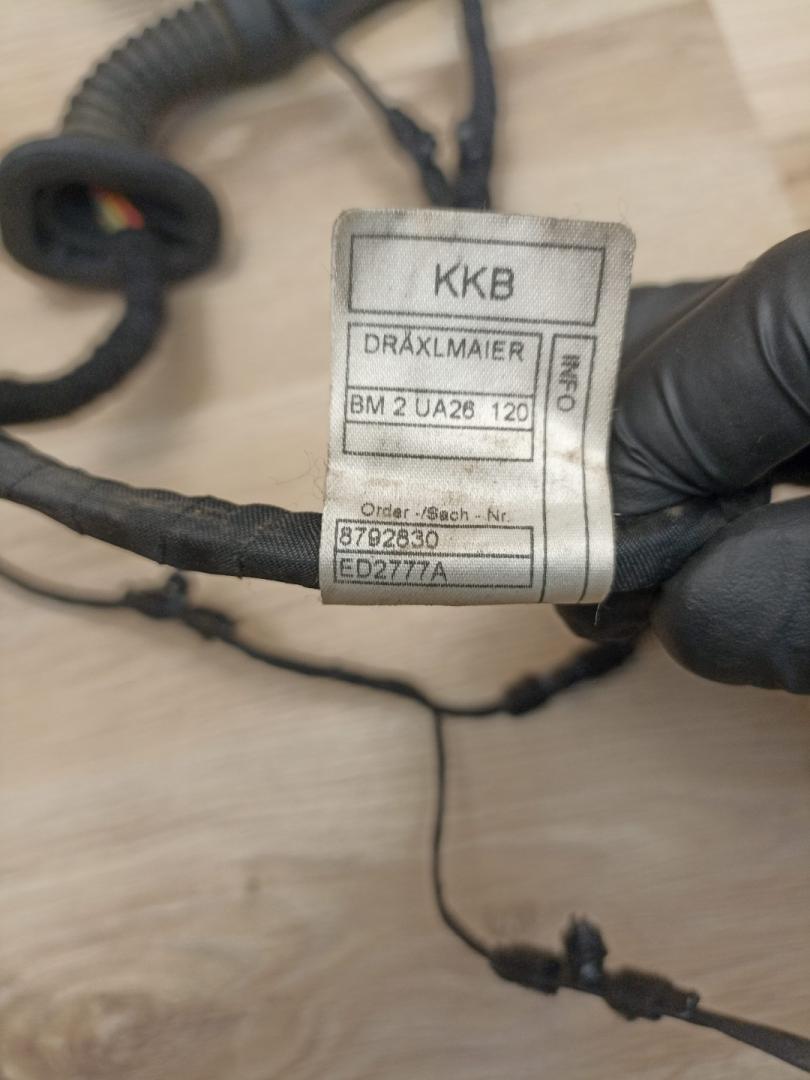 KKB
DRÄXLMAIER
INFO
BM 2 UA26 120
Order -/Sach - Nr.
8792830
ED2777A